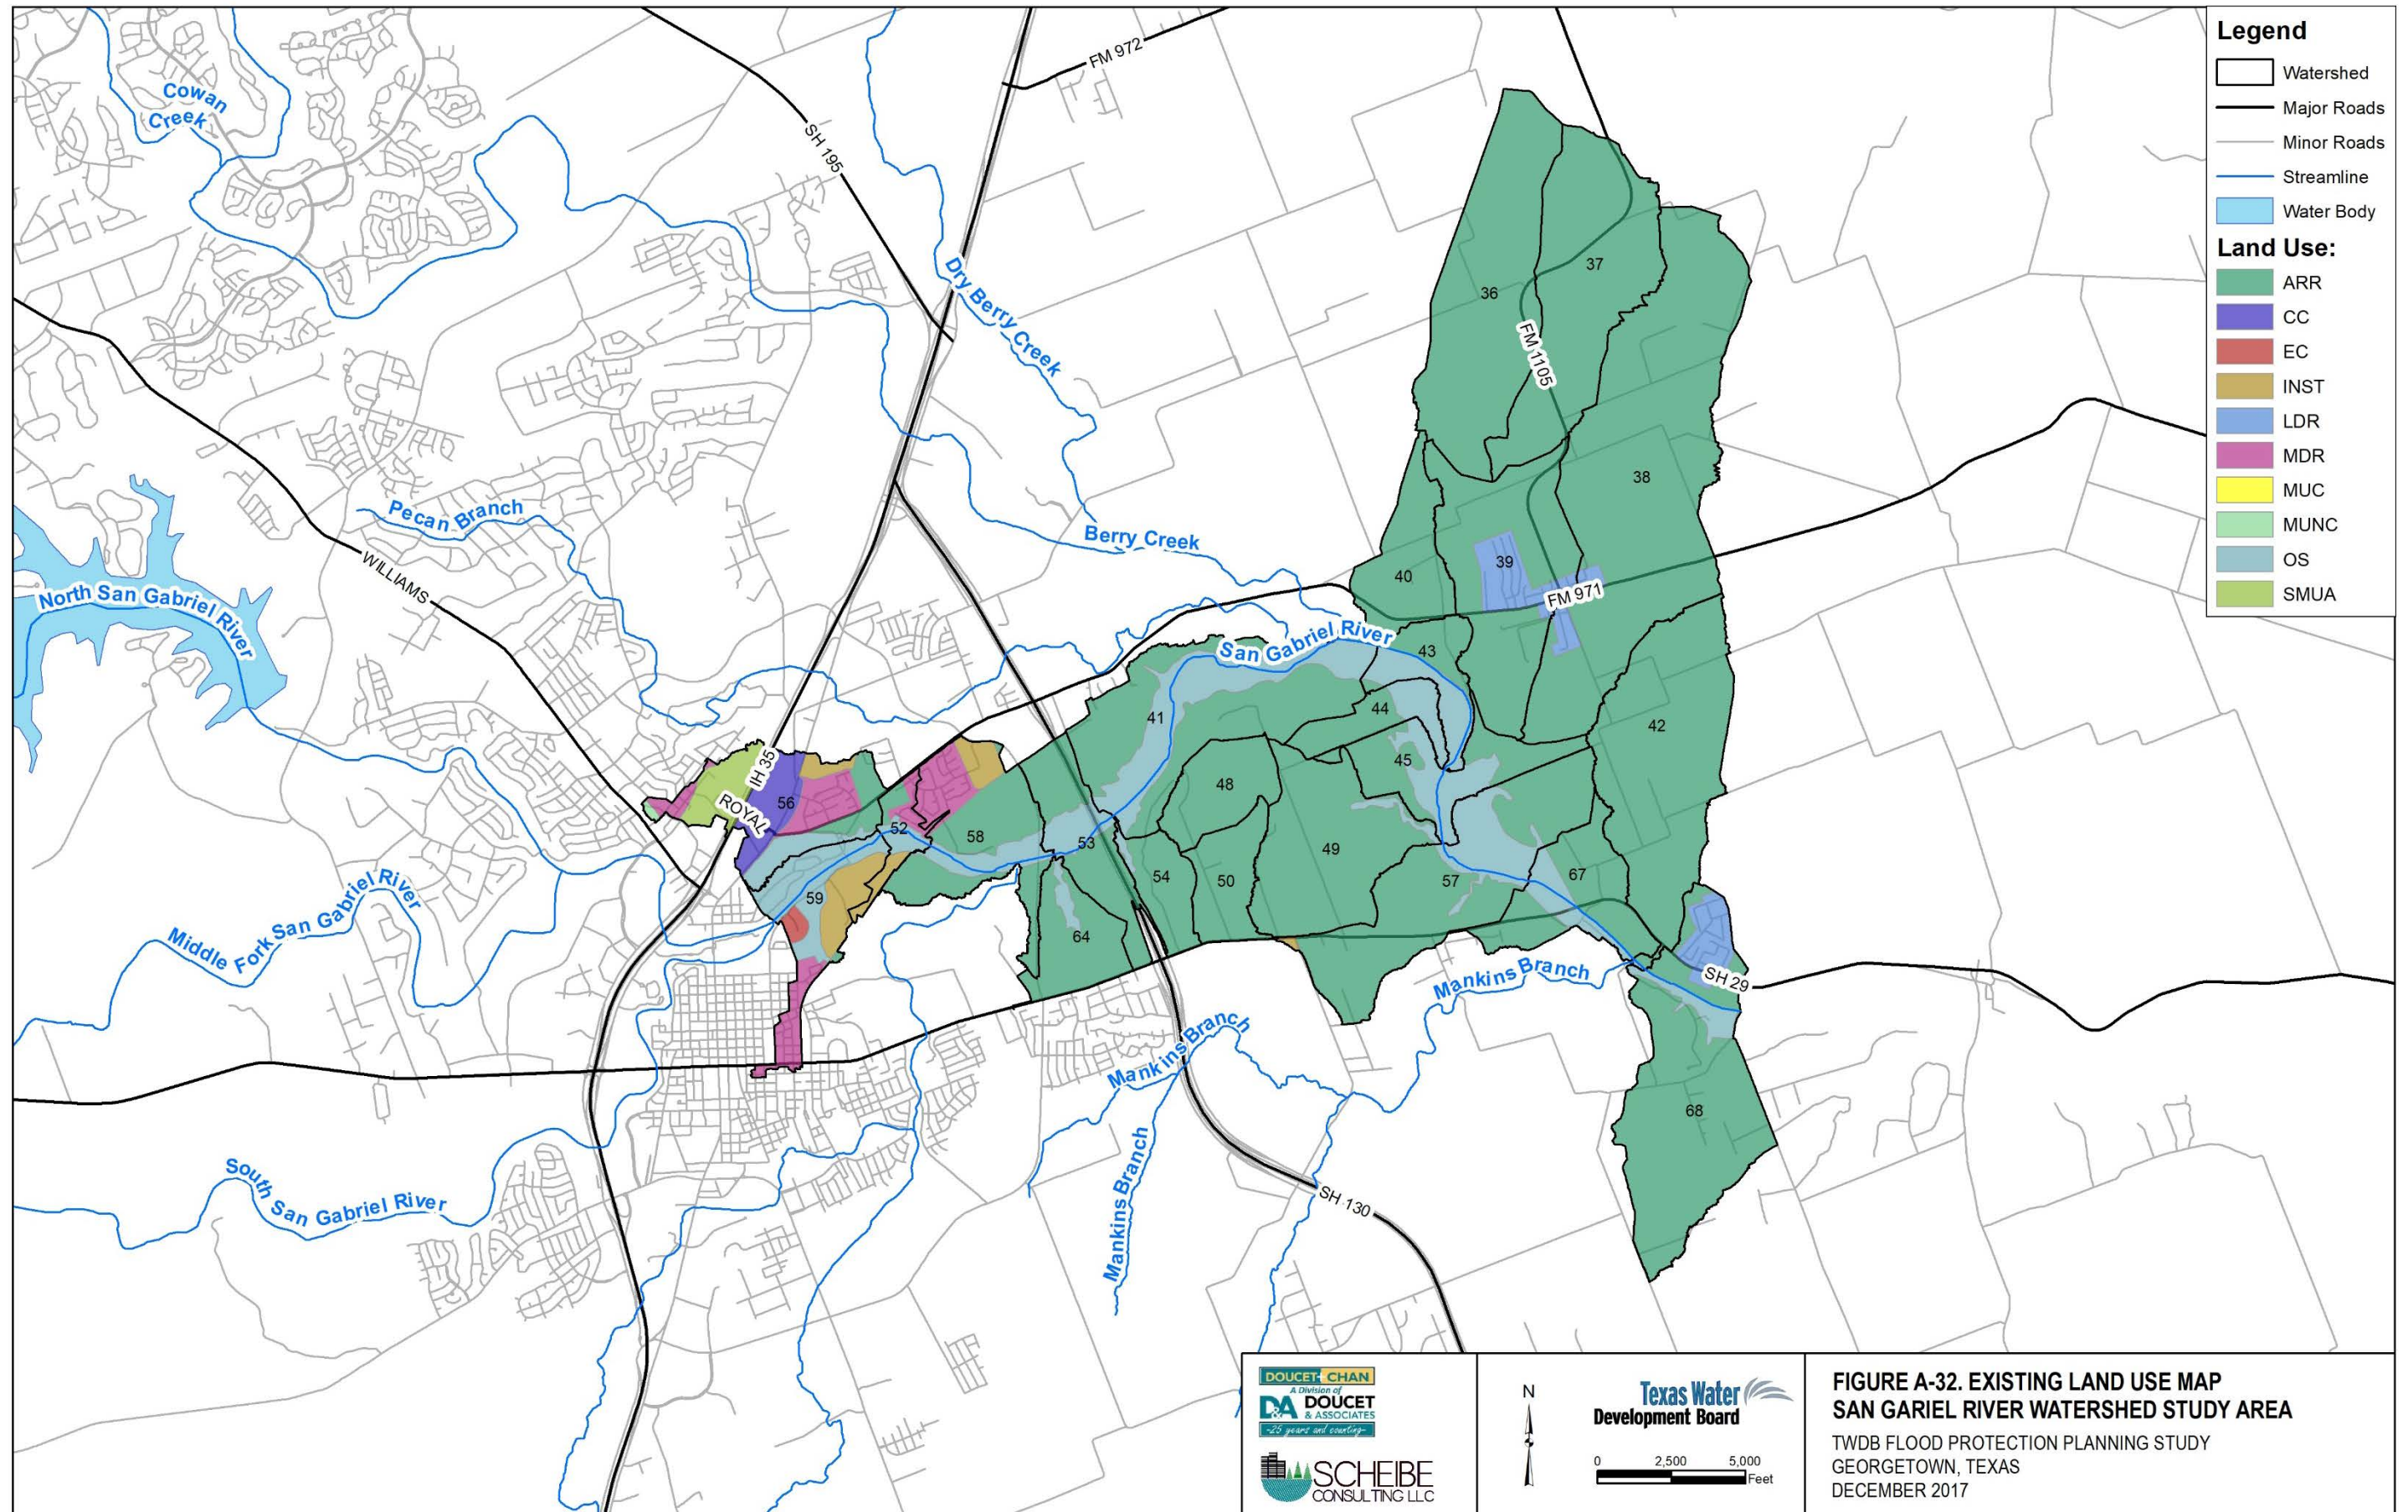 Legend
Watershed
Major Roads
Minor Roads
Streamline
Water Body
Land Use:
ARR
CC
EC
INST
LDR
MDR
MUC
MUNC
OS
SMUA
Cowan
Creek
SH 195
FM 972
Dry Berry Creek
Pecan Branch
WILLIAMS
North San Gabriel River
Berry Creek
San Gabriel River
FM 1105
FM 971
36
37
38
39
40
41
42
43
44
45
48
49
50
52
53
54
56
57
58
59
64
67
68
IH 35
ROYAL
Middle Fork San Gabriel River
South San Gabriel River
Mankins Branch
Mankins Branch
Mankins Branch
SH 29
SH 130
DOUCET+CHAN
A Division of
D&A DOUCET
& ASSOCIATES
-25 years and counting-
SCHEIBE
CONSULTING LLC
N
Texas Water
Development Board
0 2,500 5,000
Feet
FIGURE A-32. EXISTING LAND USE MAP
SAN GARIEL RIVER WATERSHED STUDY AREA
TWDB FLOOD PROTECTION PLANNING STUDY
GEORGETOWN, TEXAS
DECEMBER 2017